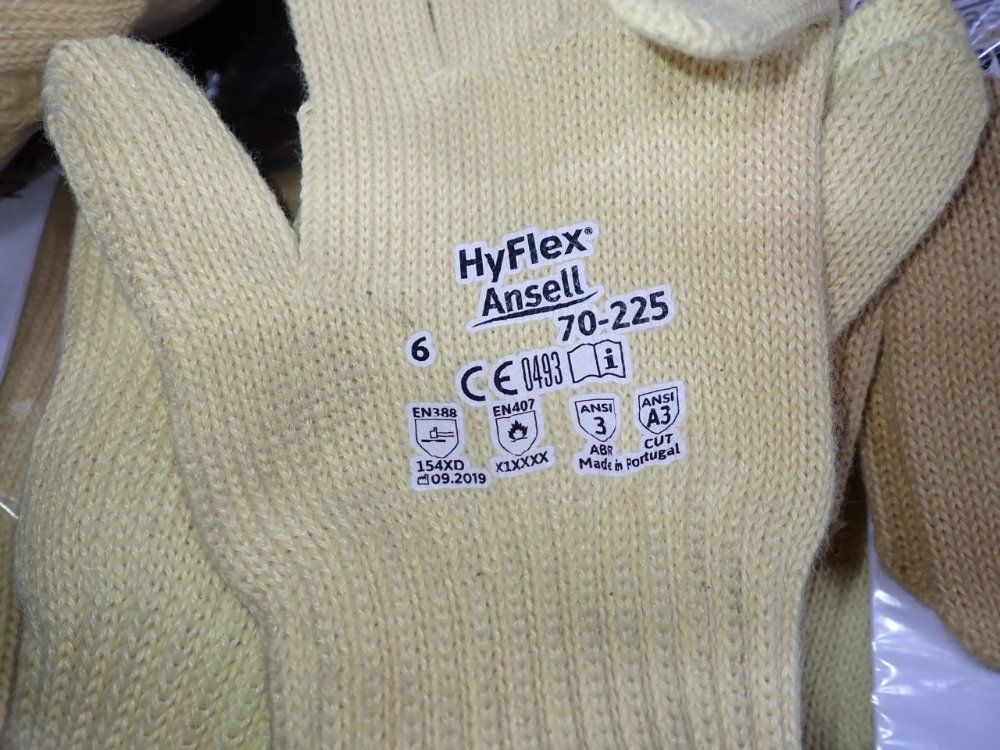 HyFlex®
Ansell
70-225
6
CE 0493 i
EN388
154XD
09.2019
EN407
X1XXXX
ANSI
3
ABR
ANSI
A3
CUT
Made in Portugal